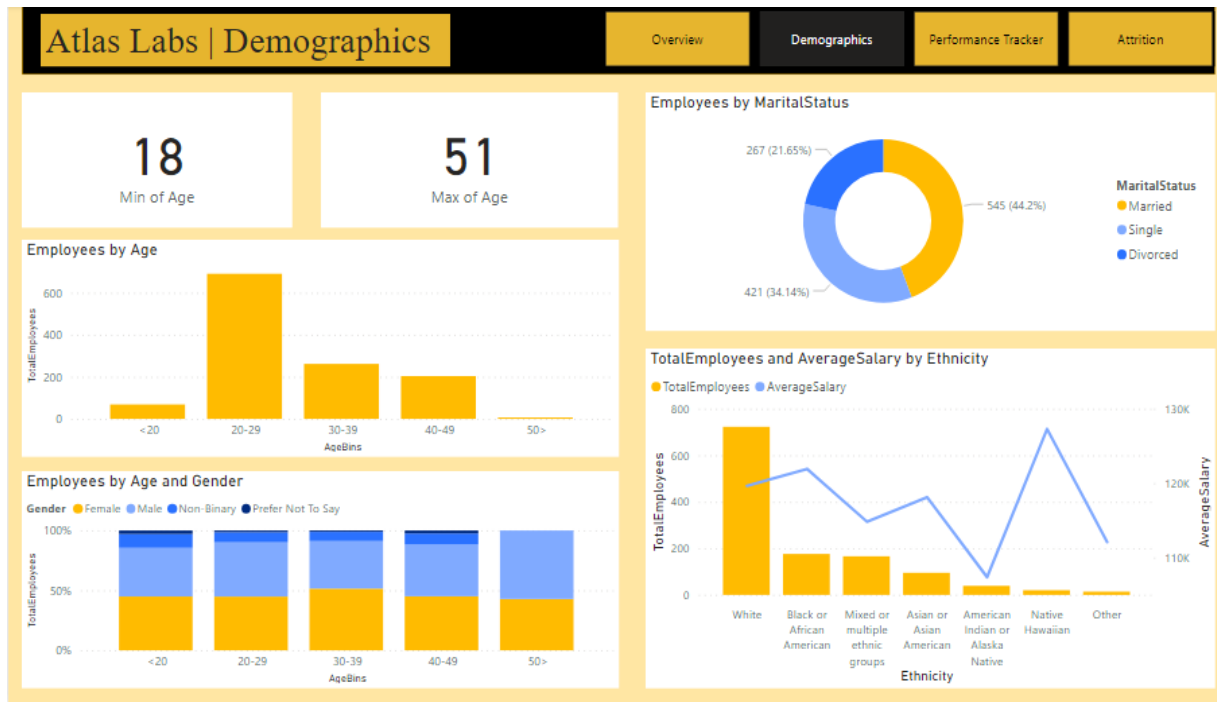 Atlas Labs | Demographics
Overview
Demographics
Performance Tracker
Attrition
18
Min of Age
51
Max of Age
Employees by Age
TotalEmployees
600
400
200
0
<20
20-29
30-39
40-49
50>
AgeBins
Employees by Age and Gender
Gender Female Male Non-Binary Prefer Not To Say
TotalEmployees
100%
50%
0%
<20
20-29
30-39
40-49
50>
AgeBins
Employees by MaritalStatus
267 (21.65%)
545 (44.2%)
421 (34.14%)
MaritalStatus
Married
Single
Divorced
TotalEmployees and AverageSalary by Ethnicity
TotalEmployees AverageSalary
TotalEmployees
800
600
400
200
0
130K
120K
110K
AverageSalary
White
Black or
African
American
Mixed or
multiple
ethnic
groups
Asian or
Asian
American
American
Indian or
Alaska
Native
Native
Hawaiian
Other
Ethnicity